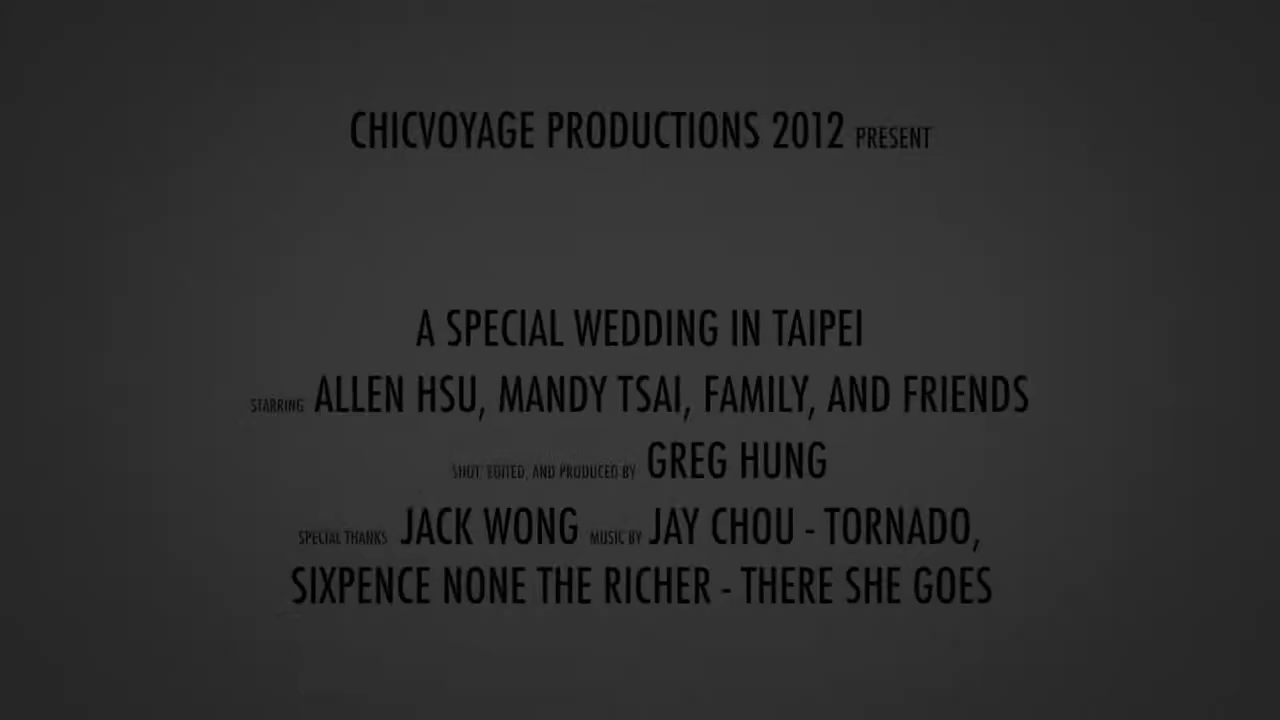 CHICVOYAGE PRODUCTIONS 2012 PRESENT
A SPECIAL WEDDING IN TAIPEI
STARRING ALLEN HSU, MANDY TSAI, FAMILY, AND FRIENDS
SHOT, EDITED, AND PRODUCED BY GREG HUNG
SPECIAL THANKS JACK WONG MUSIC BY JAY CHOU - TORNADO,
SIXPENCE NONE THE RICHER - THERE SHE GOES